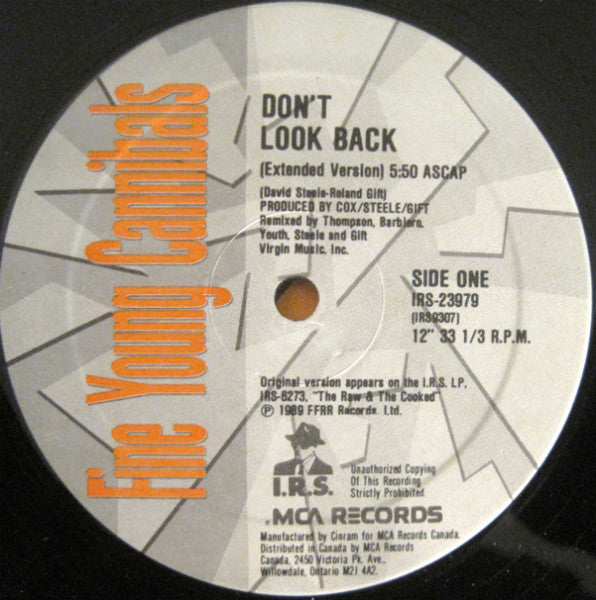 Fine Young Cannibals
DON'T
LOOK BACK
(Extended Version) 5:50 ASCAP
(David Steele-Roland Gift)
PRODUCED BY COX/STEELE/GIFT
Remixed by Thompson, Barbiero,
Youth, Steele and Gift
Virgin Music, Inc.
SIDE ONE
IRS-23979
(IRS9307)
12" 33 1/3 R.P.M.
Original version appears on the I.R.S. LP,
IRS-6273, "The Raw & The Cooked"
℗ 1989 FFRR Records, Ltd.
I.R.S.
Unauthorized Copying
Of This Recording
Strictly Prohibited
.MCA RECORDS
Manufactured by Cinram for MCA Records Canada.
Distributed in Canada by MCA Records
Canada, 2450 Victoria Pk. Ave.,
Willowdale, Ontario M2J 4A2.